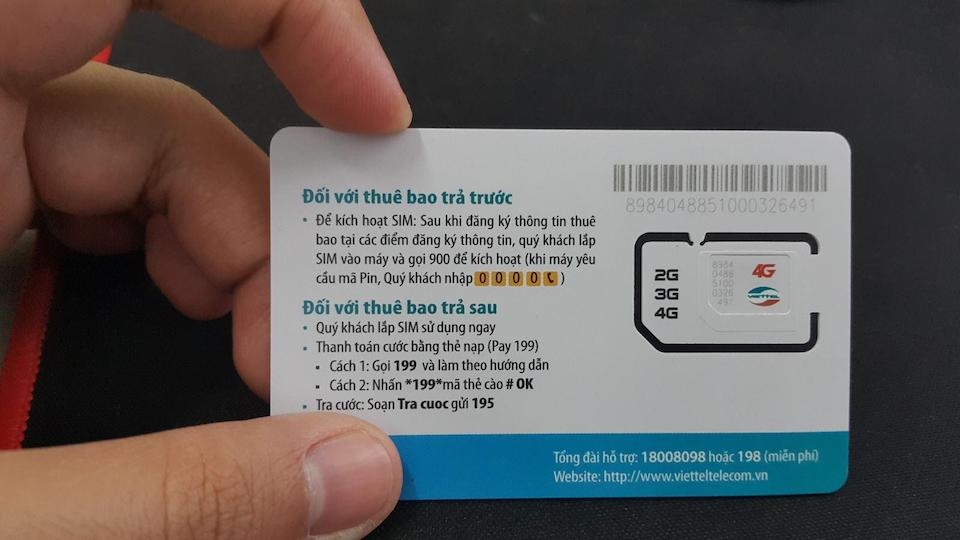 Đối với thuê bao trả trước
• Để kích hoạt SIM: Sau khi đăng ký thông tin thuê
bao tại các điểm đăng ký thông tin, quý khách lắp
SIM vào máy và gọi 900 để kích hoạt (khi máy yêu
cầu mã Pin, Quý khách nhập 0 0 0 0 )
Đối với thuê bao trả sau
• Quý khách lắp SIM sử dụng ngay
• Thanh toán cước bằng thẻ nạp (Pay 199)
• Cách 1: Gọi 199 và làm theo hướng dẫn
• Cách 2: Nhấn *199*mã thẻ cào # OK
• Tra cước: Soạn Tra cuoc gửi 195
8984048851000326491
2G
3G
4G
8984
0488
5100
0326
491
4G
VIETTEL
Tổng đài hỗ trợ: 18008098 hoặc 198 (miễn phí)
Website: http://www.vietteltelecom.vn